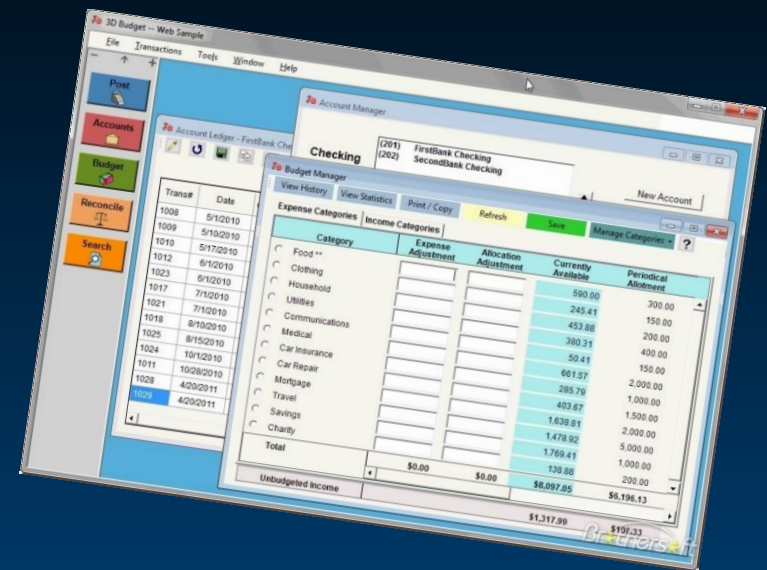 3D Budget -- Web Sample
File Transactions Tools Window Help
Post
Accounts
Budget
Reconcile
Search
Account Manager
Checking
(201) FirstBank Checking
(202) SecondBank Checking
New Account
Account Ledger - FirstBank Che
Trans# Date
1008 5/1/2010
1009 5/10/2010
1010 5/17/2010
1012 6/1/2010
1023 6/1/2010
1017 7/1/2010
1021 7/1/2010
1018 8/10/2010
1025 8/15/2010
1024 10/1/2010
1011 10/28/2010
1028 4/20/2011
1029 4/20/2011
Budget Manager
View History View Statistics Print / Copy Refresh Save Manage Categories ?
Expense Categories Income Categories
Category Expense Adjustment Allocation Adjustment Currently Available Periodical Allotment
Food ** 590.00 300.00
Clothing 245.41 150.00
Household 453.88 200.00
Utilities 380.31 400.00
Communications 50.41 150.00
Medical 661.57 2,000.00
Car Insurance 285.79 1,000.00
Car Repair 403.67 1,500.00
Mortgage 1,638.81 2,000.00
Travel 1,478.92 5,000.00
Savings 1,769.41 1,000.00
Charity 138.88 200.00
Total $0.00 $0.00 $8,097.05 $6,196.13
Unbudgeted Income $1,317.99 $108.33
Brothersoft